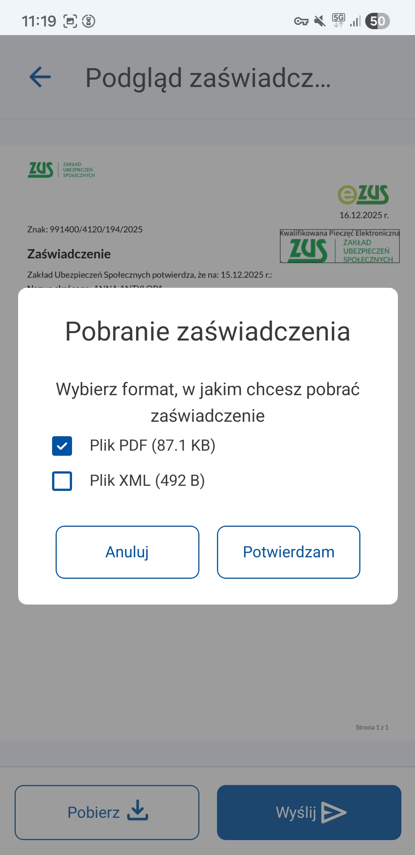 11:19
5G
50
Podgląd zaświadcz...
ZUS ZAKŁAD
UBEZPIECZEŃ
SPOŁECZNYCH
eZUS
16.12.2025 r.
Znak: 991400/4120/194/2025
Kwalifikowana Pieczęć Elektroniczna
ZUS ZAKŁAD
UBEZPIECZEŃ
SPOŁECZNYCH
Zaświadczenie
Zakład Ubezpieczeń Społecznych potwierdza, że na: 15.12.2025 r.:
Pobranie zaświadczenia
Wybierz format, w jakim chcesz pobrać
zaświadczenie
Plik PDF (87.1 KB)
Plik XML (492 B)
Anuluj
Potwierdzam
Strona 1 z 1
Pobierz
Wyślij